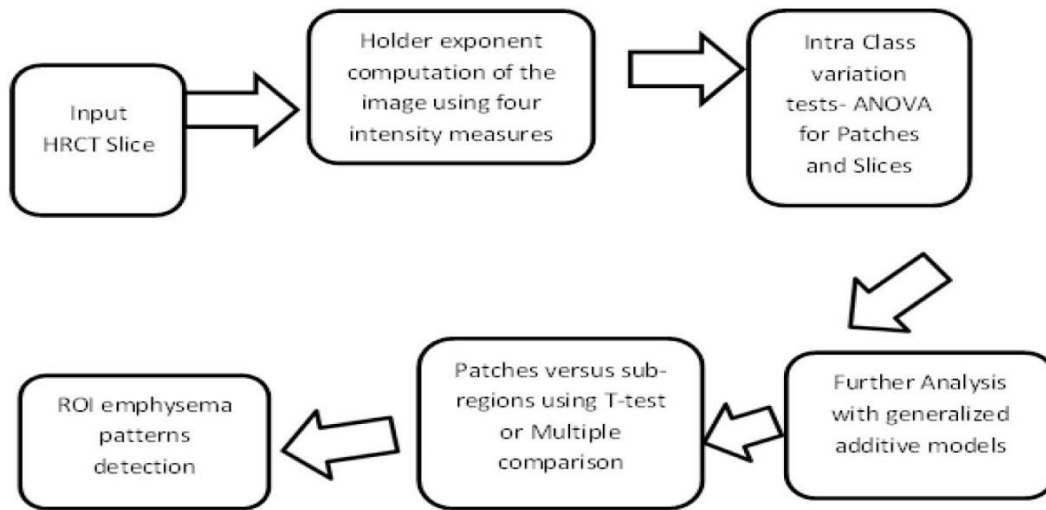 Input
HRCT Slice
Holder exponent
computation of the
image using four
intensity measures
Intra Class
variation
tests- ANOVA
for Patches
and Slices
Further Analysis
with generalized
additive models
Patches versus sub-
regions using T-test
or Multiple
comparison
ROI emphysema
patterns
detection